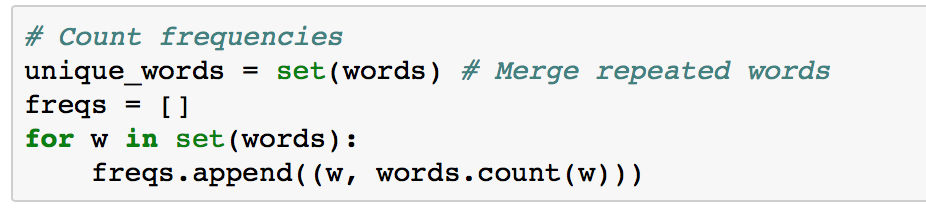 # Count frequencies
unique_words = set(words) # Merge repeated words
freqs = []
for w in set(words):
    freqs.append((w, words.count(w)))